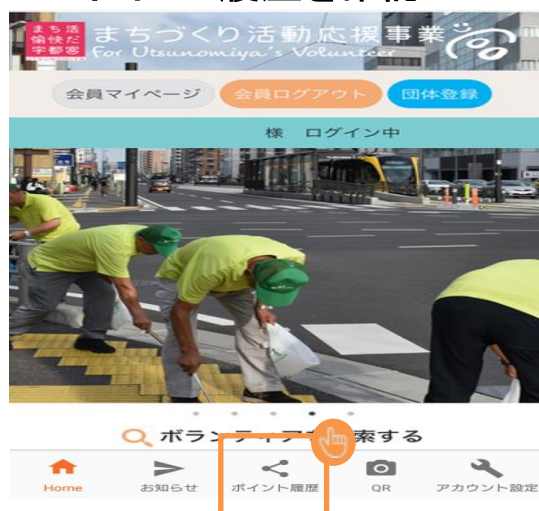 まち活
愉快だ
宇都宮
まちづくり活動応援事業
For Utsunomiya's Volunteer
会員マイページ
会員ログアウト
団体登録
様 ログイン中
ボラン
索する
Home
お知らせ
ポイント履歴
QR
アカウント設定